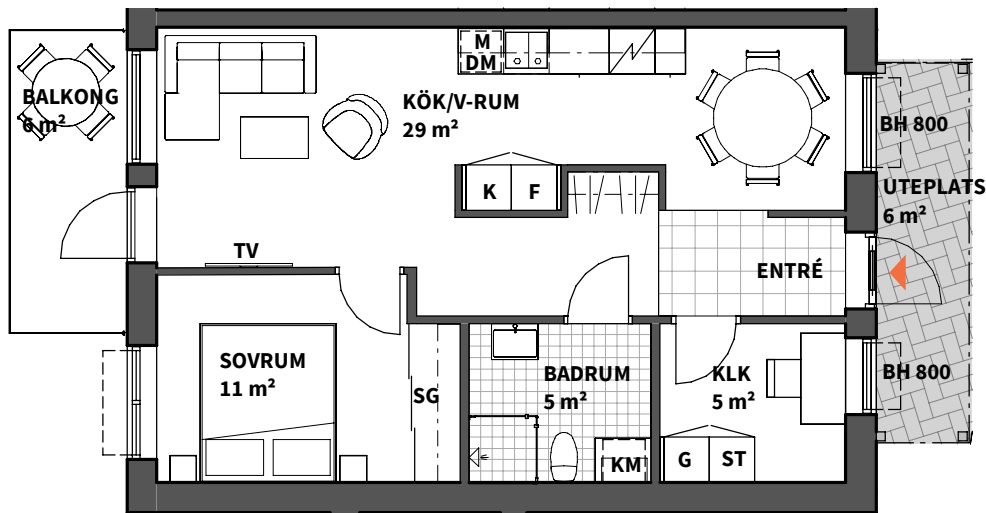 M
DM
BALKONG
6 m²
KÖK/V-RUM
29 m²
BH 800
K
F
UTEPLATS
6 m²
TV
ENTRÉ
SOVRUM
11 m²
SG
BADRUM
5 m²
KLK
5 m²
BH 800
KM
G
ST